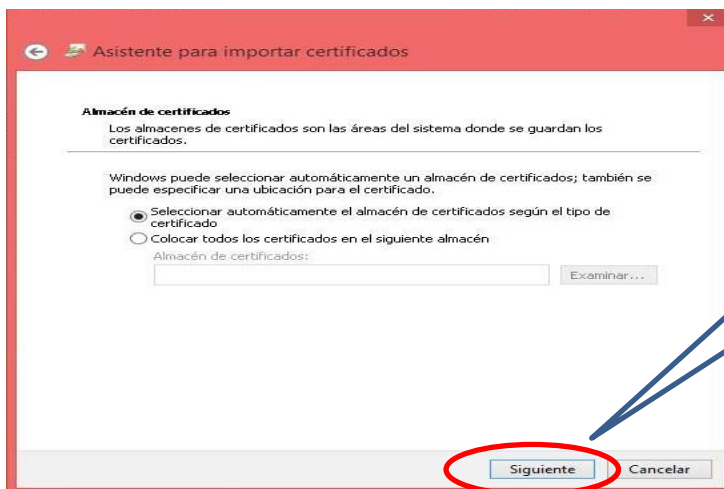 Asistente para importar certificados
Almacén de certificados
Los almacenes de certificados son las áreas del sistema donde se guardan los
certificados.
Windows puede seleccionar automáticamente un almacén de certificados; también se
puede especificar una ubicación para el certificado.
Seleccionar automáticamente el almacén de certificados según el tipo de
certificado
Colocar todos los certificados en el siguiente almacén
Almacén de certificados:
Examinar...
Siguiente Cancelar